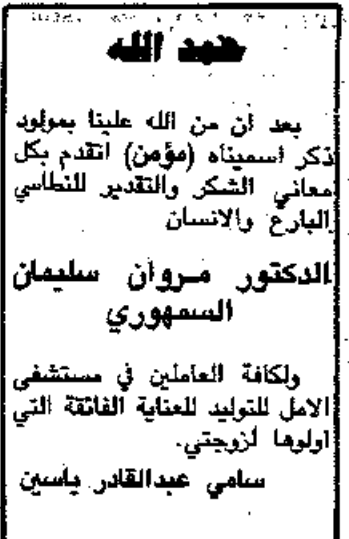 حمد الله
بعد ان من الله علينا بمولود
ذكر اسميناه (مؤمن) اتقدم بكل
معاني الشكر والتقدير للنطاسي
البارع والانسان
الدكتور مروان سليمان
السمهوري
ولكافة العاملين في مستشفى
الامل للتوليد للعناية الفائقة التي
اولوها لزوجتي.
سامي عبدالقادر ياسين